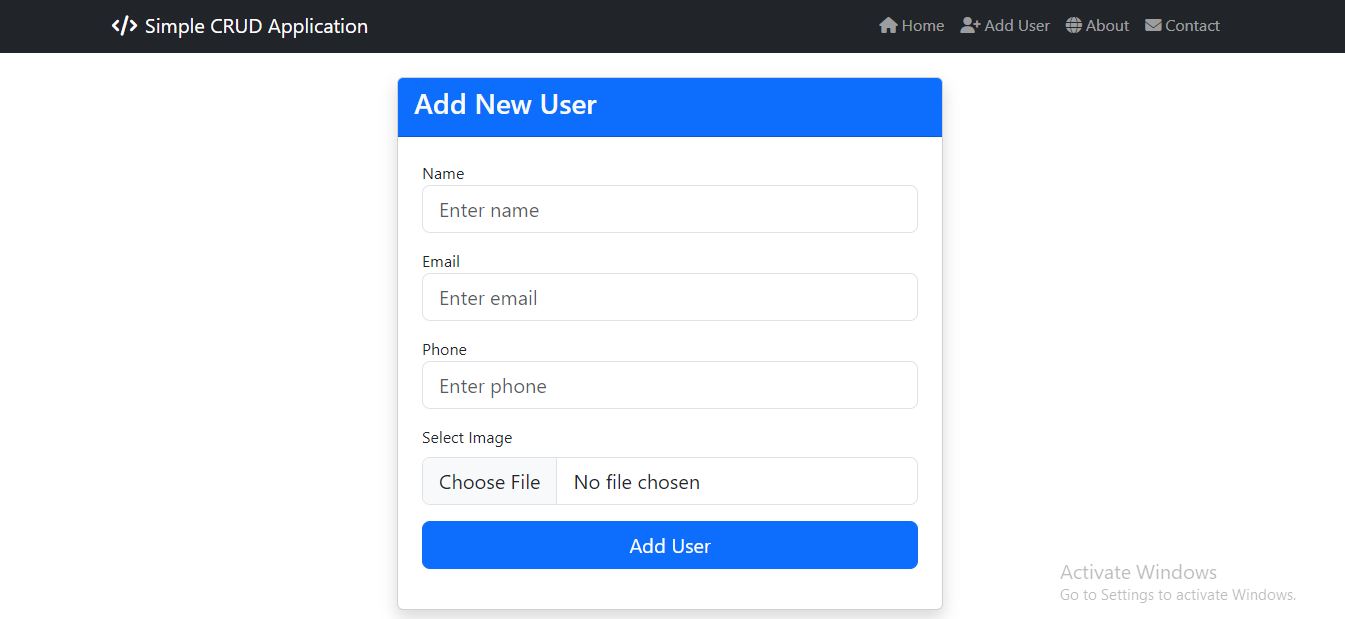 Simple CRUD Application Home Add User About Contact
Add New User
Name
Enter name
Email
Enter email
Phone
Enter phone
Select Image
Choose File No file chosen
Add User
Activate Windows
Go to Settings to activate Windows.